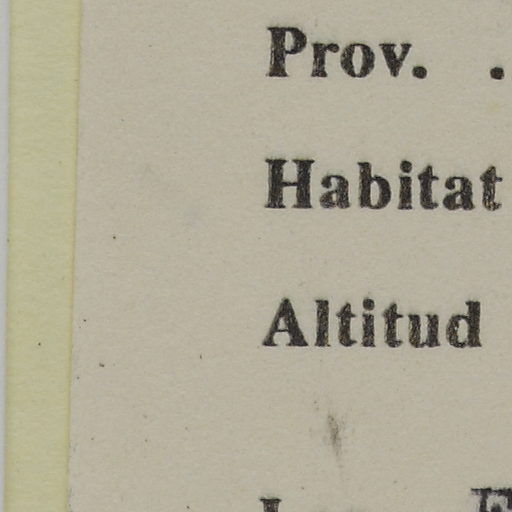 Prov. .
Habitat
Altitud